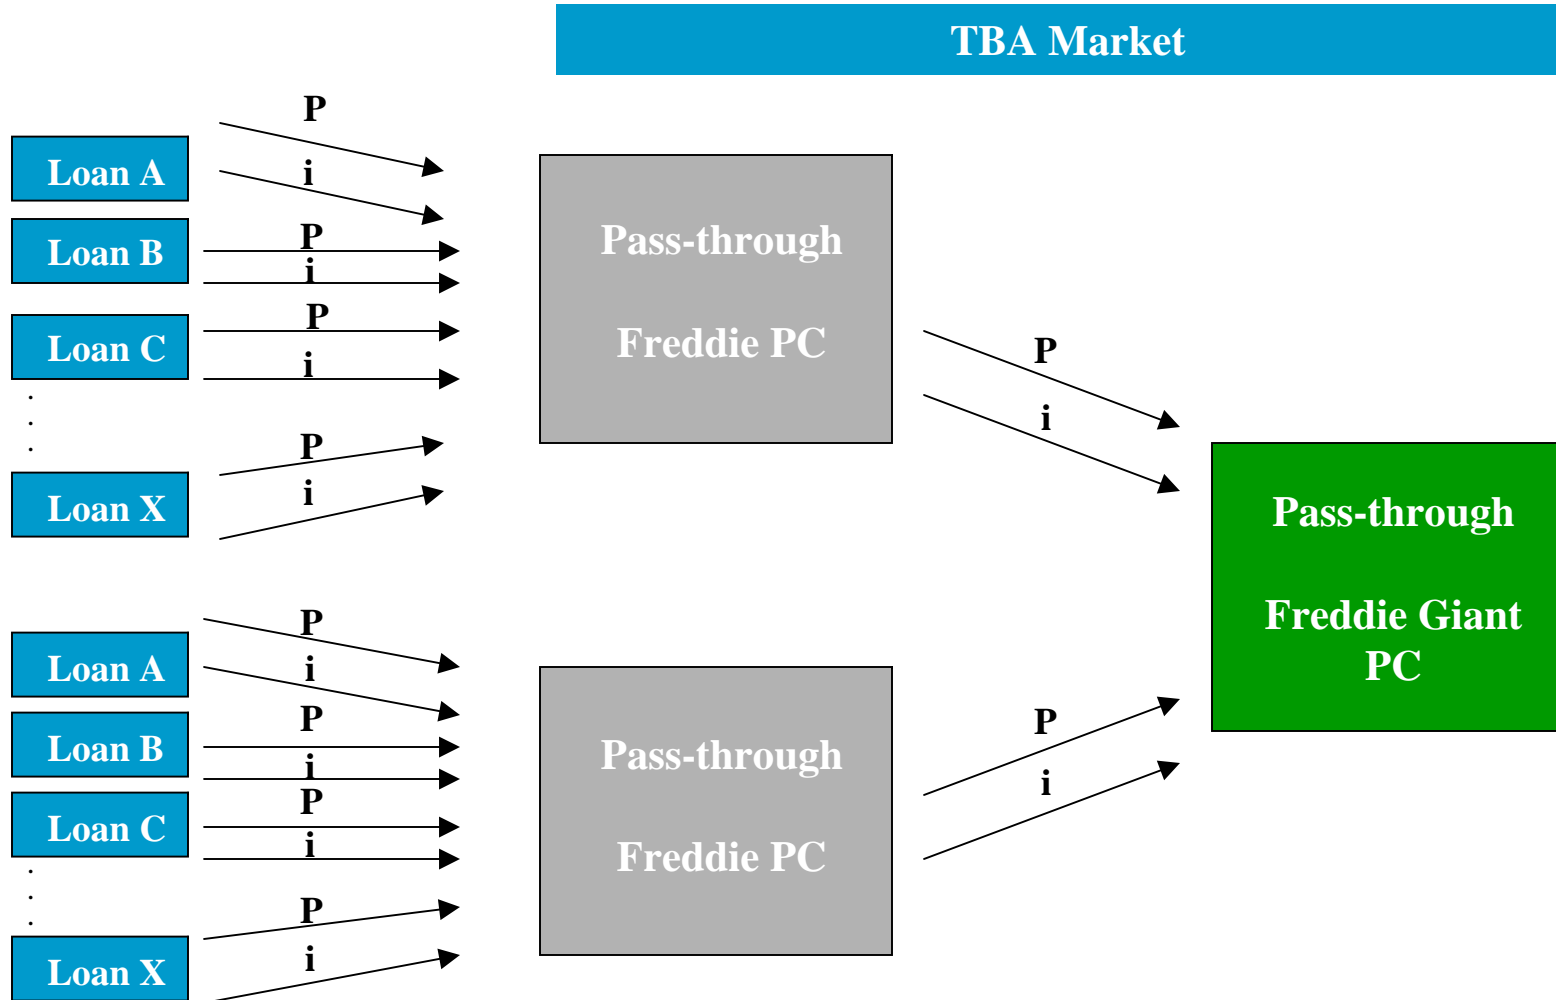 TBA Market
P
Loan A
i
P
Loan B
i
P
Loan C
i
.
.
.
P
Loan X
i
Pass-through
Freddie PC
P
i
Pass-through
Freddie Giant
PC
P
Loan A
i
P
Loan B
i
P
Loan C
i
.
.
.
P
Loan X
i
Pass-through
Freddie PC
P
i